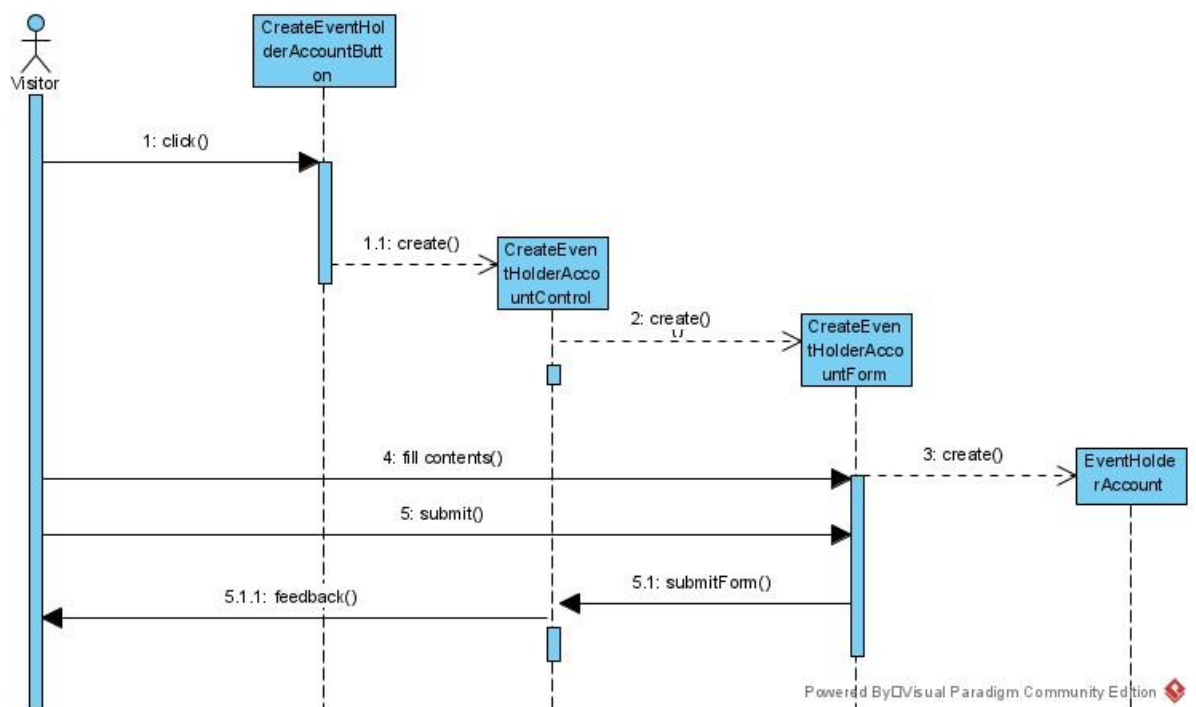 CreateEventHol
derAccountButt
on
Visitor
1: click()
1.1: create()
CreateEven
tHolderAcco
untControl
2: create()
CreateEven
tHolderAcco
untForm
4: fill contents()
3: create()
EventHolde
rAccount
5: submit()
5.1: submitForm()
5.1.1: feedback()
Powered By□Visual Paradigm Community Edition